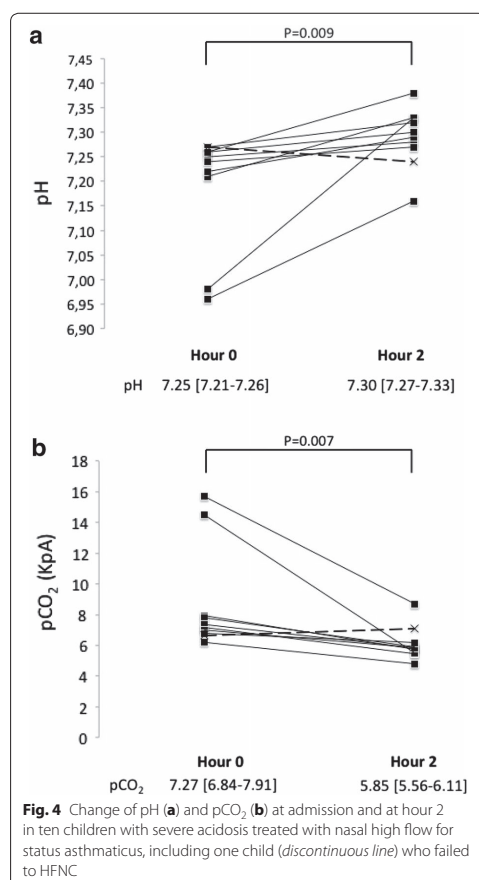 a
P=0.009
7,45
7,40
7,35
7,30
7,25
7,20
7,15
7,10
7,05
7,00
6,95
6,90
pH
Hour 0 Hour 2
pH 7.25 [7.21-7.26] 7.30 [7.27-7.33]
b
P=0.007
18
16
14
12
10
8
6
4
2
0
pCO₂ (KpA)
Hour 0 Hour 2
pCO₂ 7.27 [6.84-7.91] 5.85 [5.56-6.11]
Fig. 4 Change of pH (a) and pCO₂ (b) at admission and at hour 2
in ten children with severe acidosis treated with nasal high flow for
status asthmaticus, including one child (discontinuous line) who failed
to HFNC